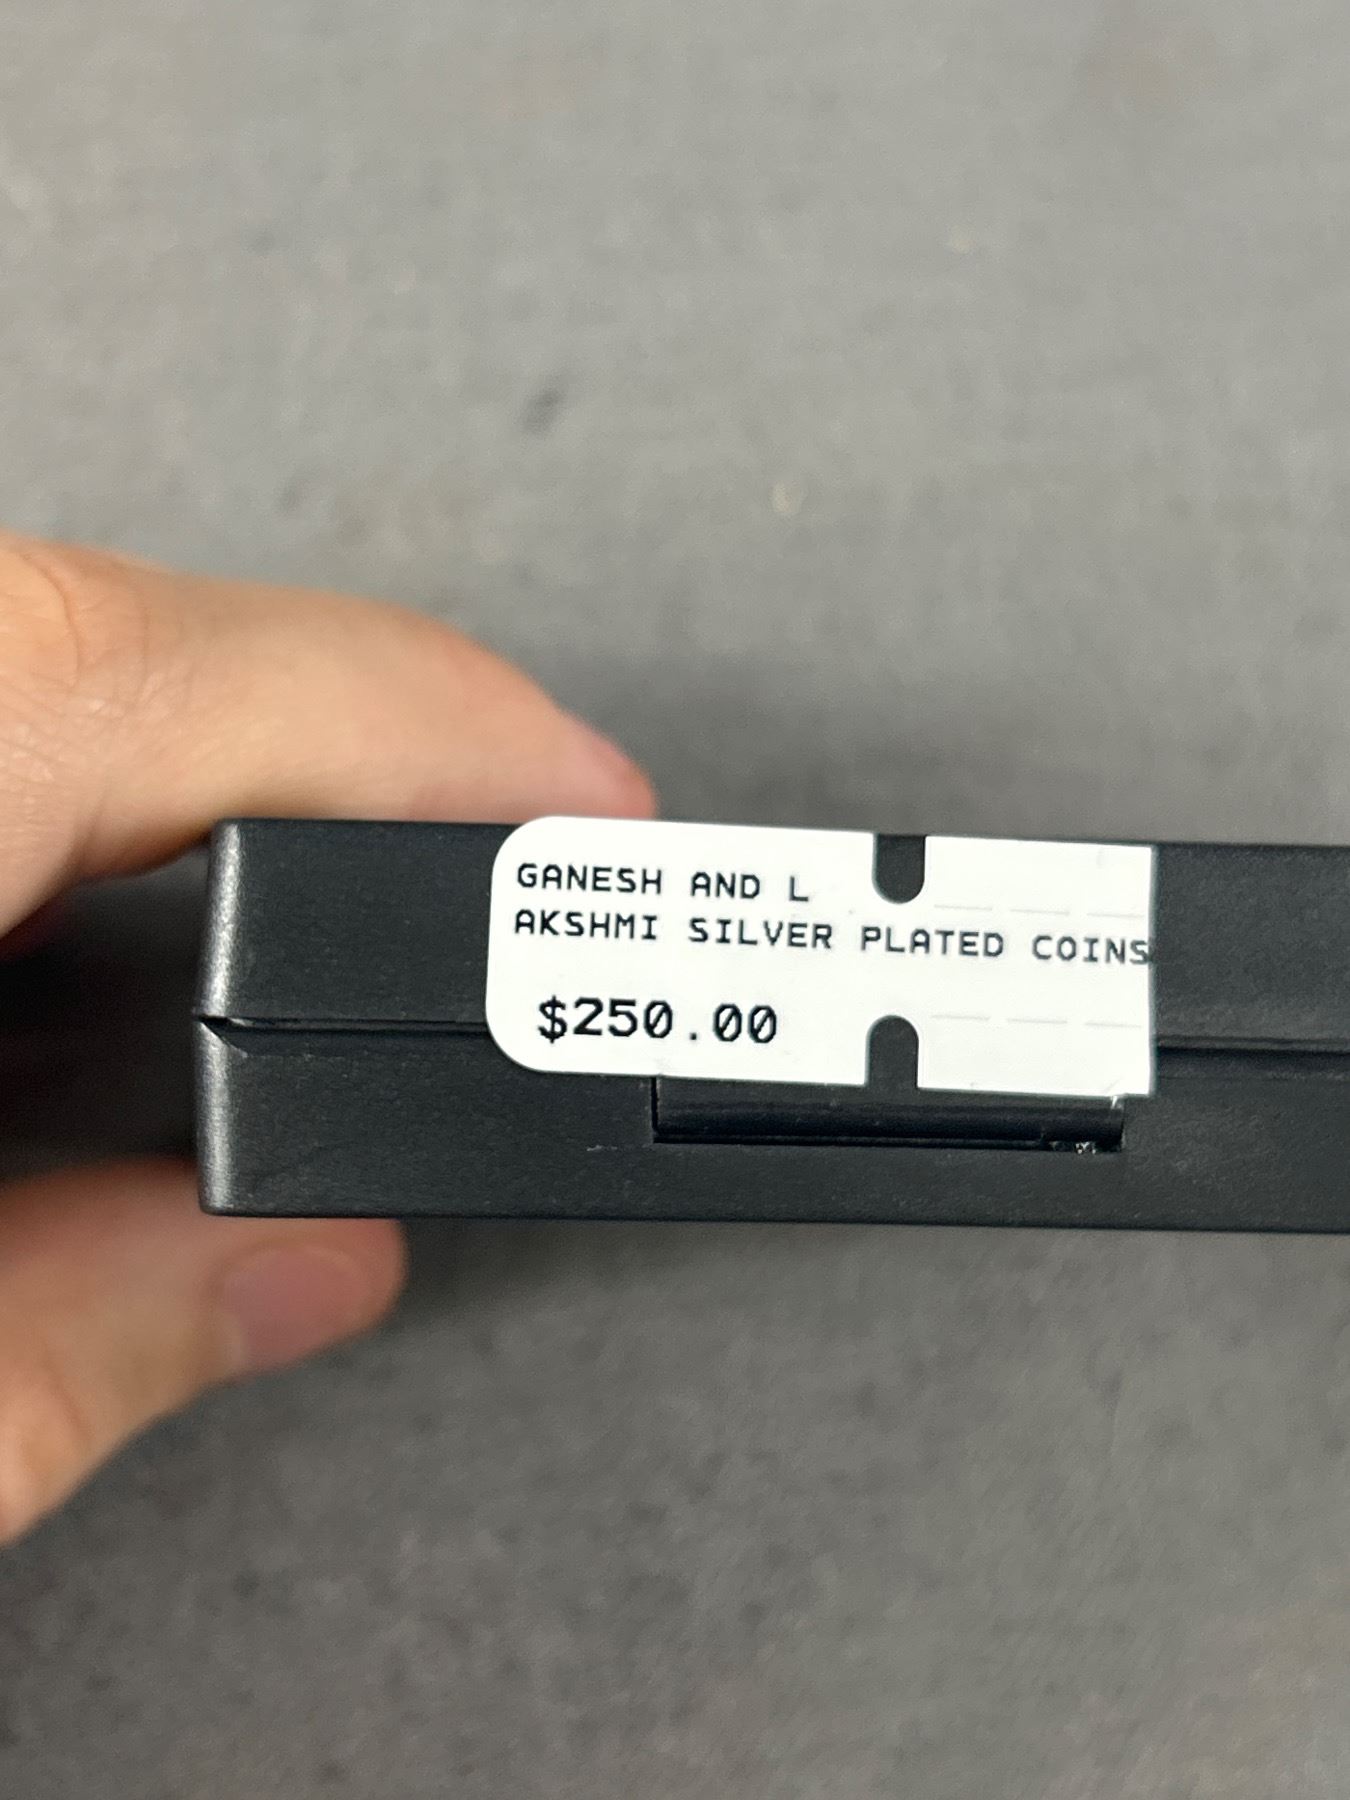 GANESH AND L
AKSHMI SILVER PLATED COINS
$250.00